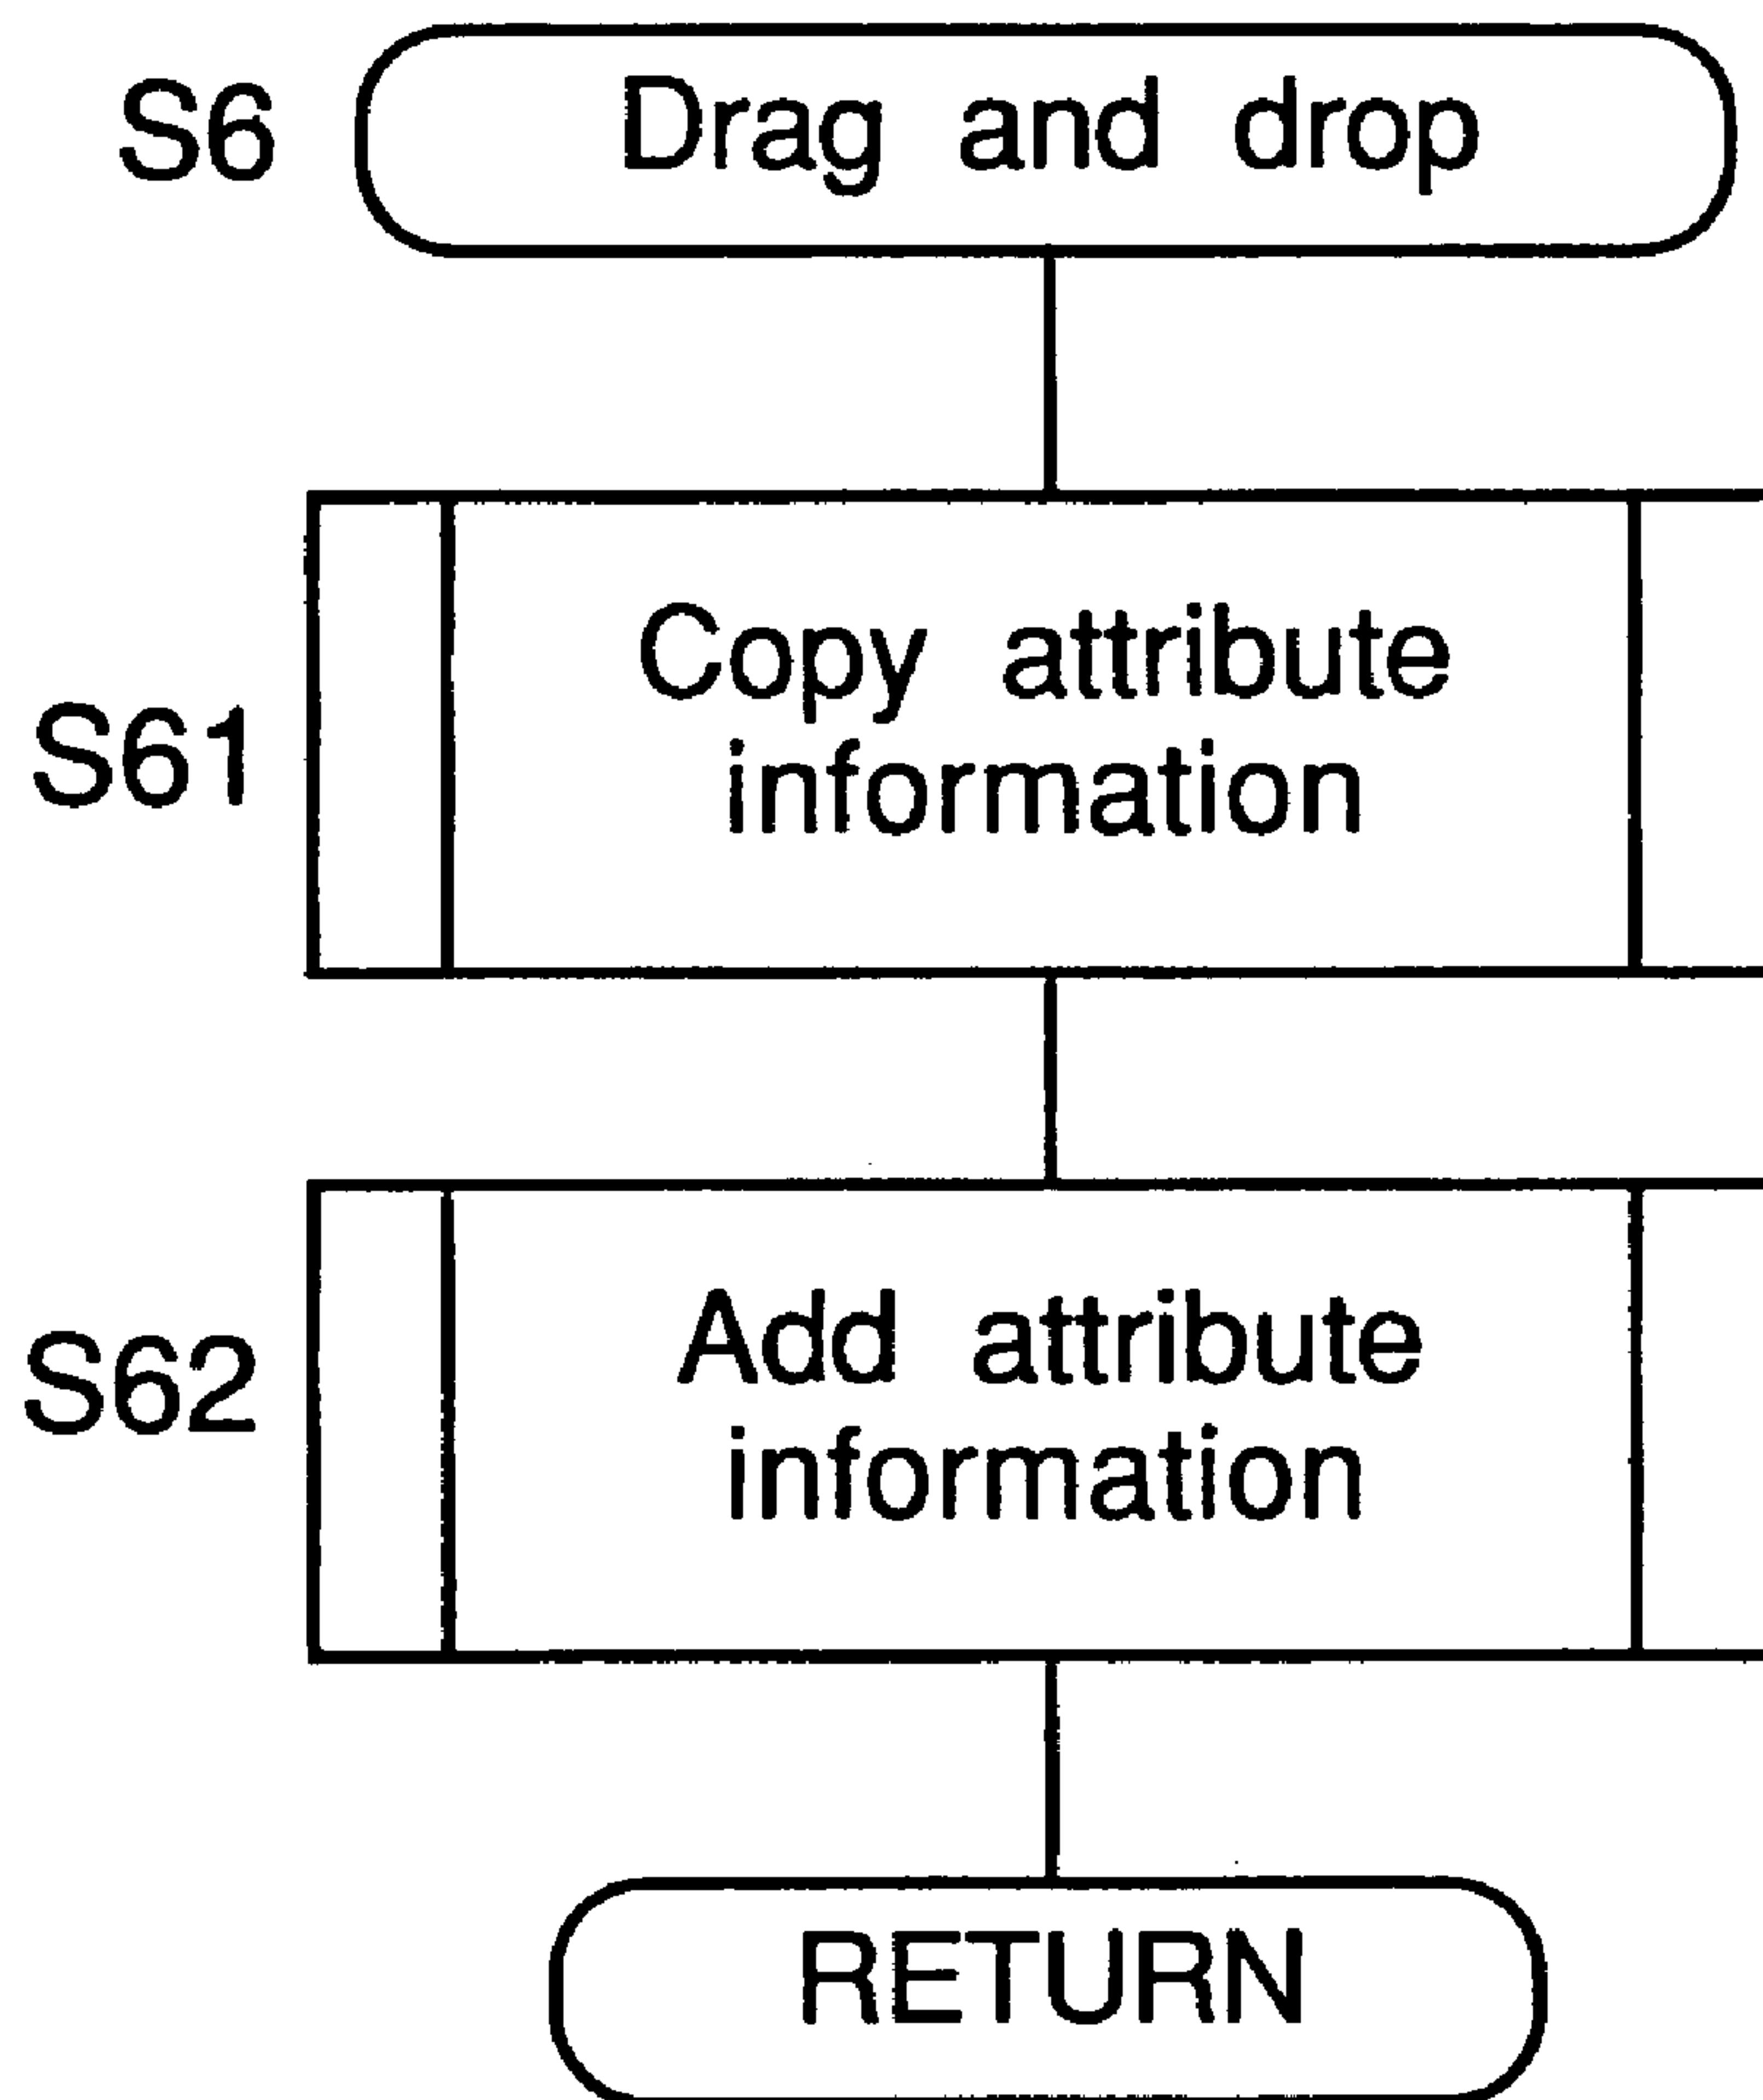 S6 Drag and drop
S61
Copy attribute
information
S62
Add attribute
information
RETURN